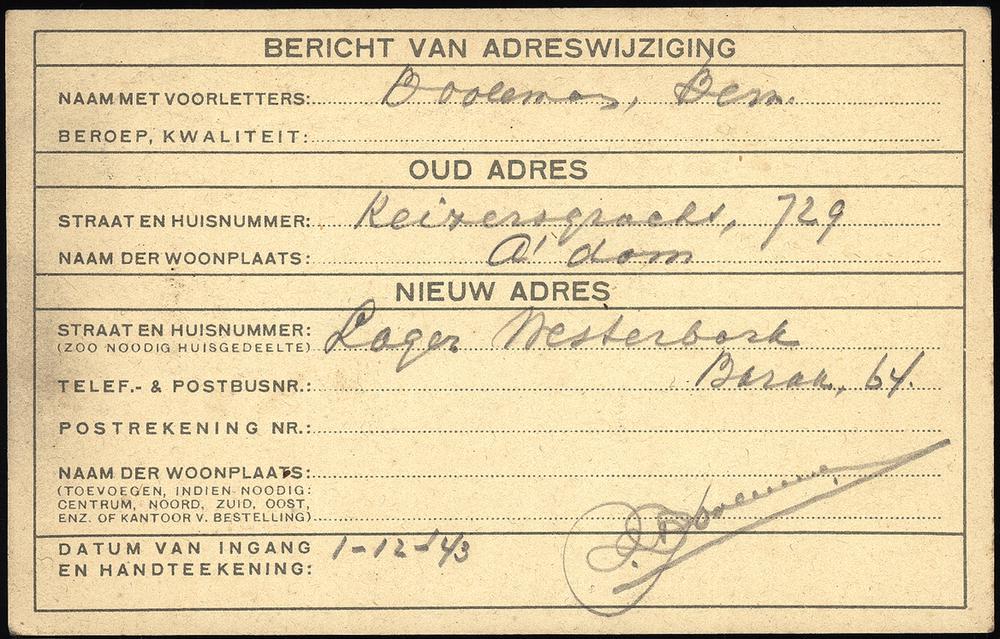 BERICHT VAN ADRESWIJZIGING
NAAM MET VOORLETTERS: Boolemas, Bem.
BEROEP, KWALITEIT:
OUD ADRES
STRAAT EN HUISNUMMER: Keizersgracht, 729
NAAM DER WOONPLAATS: A'dam
NIEUW ADRES
STRAAT EN HUISNUMMER: Lager Westerbork
(ZOO NOODIG HUISGEDEELTE)
TELEF.- & POSTBUSNR.: Barak, 64.
POSTREKENING NR.:
NAAM DER WOONPLAATS:
(TOEVOEGEN, INDIEN NOODIG:
CENTRUM, NOORD, ZUID, OOST,
ENZ. OF KANTOOR V. BESTELLING)
DATUM VAN INGANG 1-12-43
EN HANDTEEKENING: